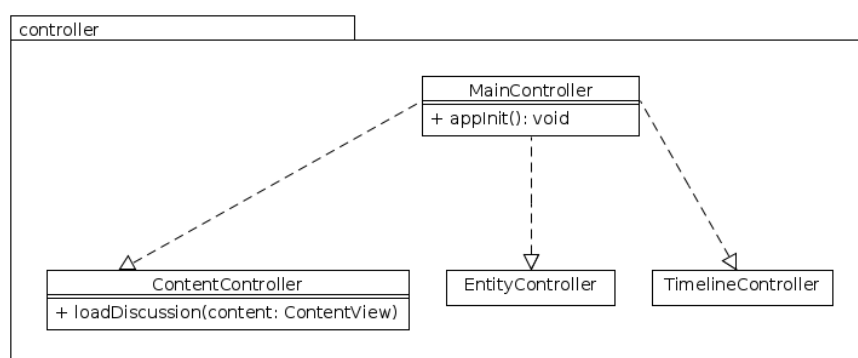 controller
MainController
+ appInit(): void
ContentController
+ loadDiscussion(content: ContentView)
EntityController
TimelineController